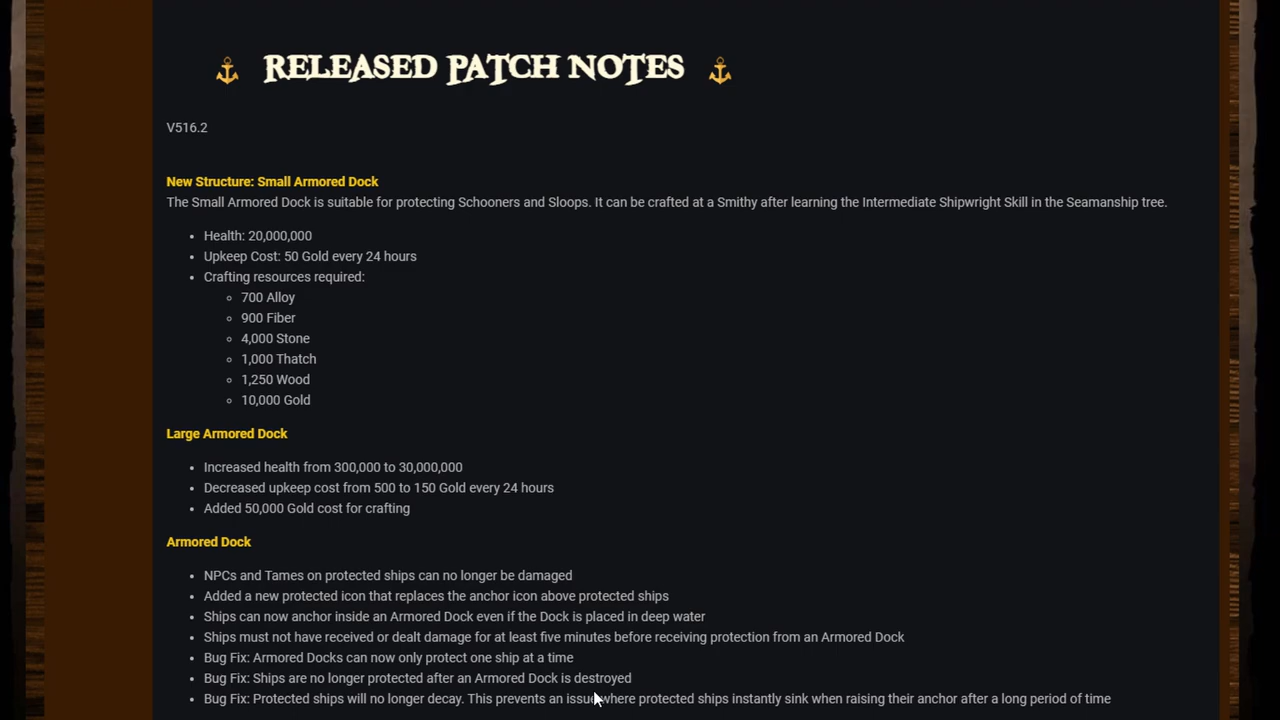 RELEASED PATCH NOTES
V516.2
New Structure: Small Armored Dock
The Small Armored Dock is suitable for protecting Schooners and Sloops. It can be crafted at a Smithy after learning the Intermediate Shipwright Skill in the Seamanship tree.
Health: 20,000,000
Upkeep Cost: 50 Gold every 24 hours
Crafting resources required:
700 Alloy
900 Fiber
4,000 Stone
1,000 Thatch
1,250 Wood
10,000 Gold
Large Armored Dock
Increased health from 300,000 to 30,000,000
Decreased upkeep cost from 500 to 150 Gold every 24 hours
Added 50,000 Gold cost for crafting
Armored Dock
NPCs and Tames on protected ships can no longer be damaged
Added a new protected icon that replaces the anchor icon above protected ships
Ships can now anchor inside an Armored Dock even if the Dock is placed in deep water
Ships must not have received or dealt damage for at least five minutes before receiving protection from an Armored Dock
Bug Fix: Armored Docks can now only protect one ship at a time
Bug Fix: Ships are no longer protected after an Armored Dock is destroyed
Bug Fix: Protected ships will no longer decay. This prevents an issue where protected ships instantly sink when raising their anchor after a long period of time